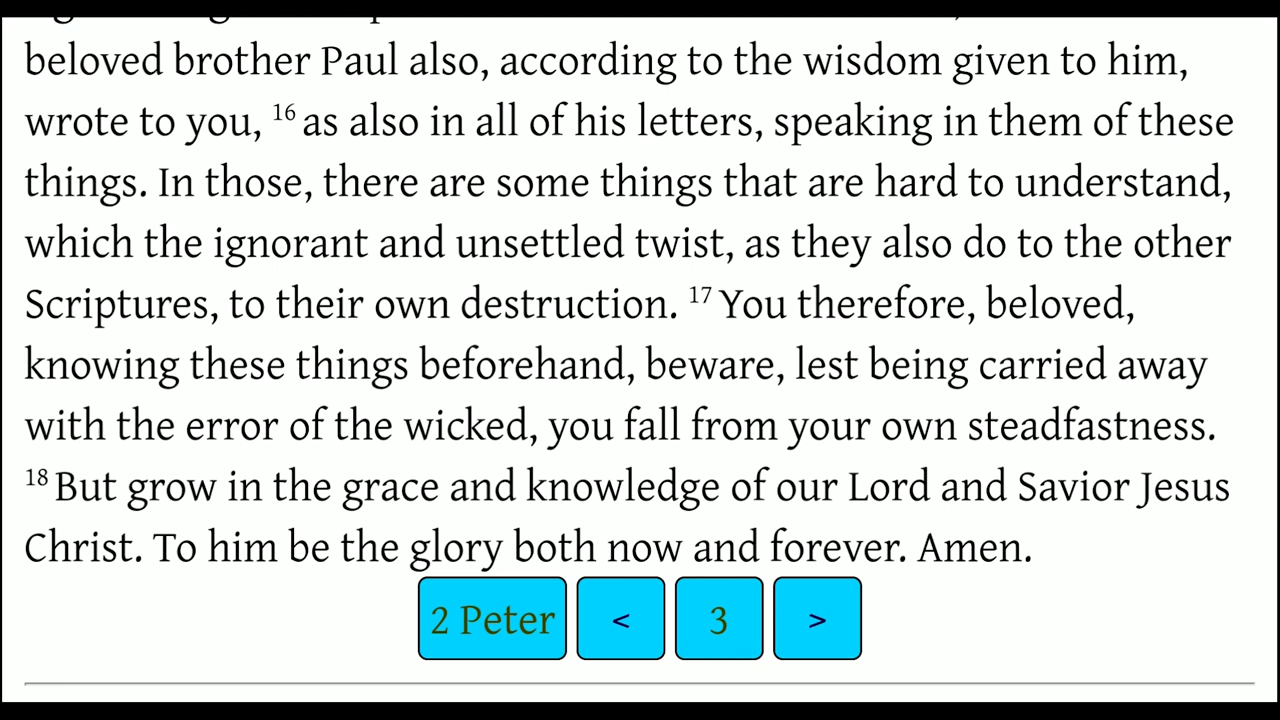 beloved brother Paul also, according to the wisdom given to him,
wrote to you, 16 as also in all of his letters, speaking in them of these
things. In those, there are some things that are hard to understand,
which the ignorant and unsettled twist, as they also do to the other
Scriptures, to their own destruction. 17 You therefore, beloved,
knowing these things beforehand, beware, lest being carried away
with the error of the wicked, you fall from your own steadfastness.
18 But grow in the grace and knowledge of our Lord and Savior Jesus
Christ. To him be the glory both now and forever. Amen.
2 Peter < 3 >